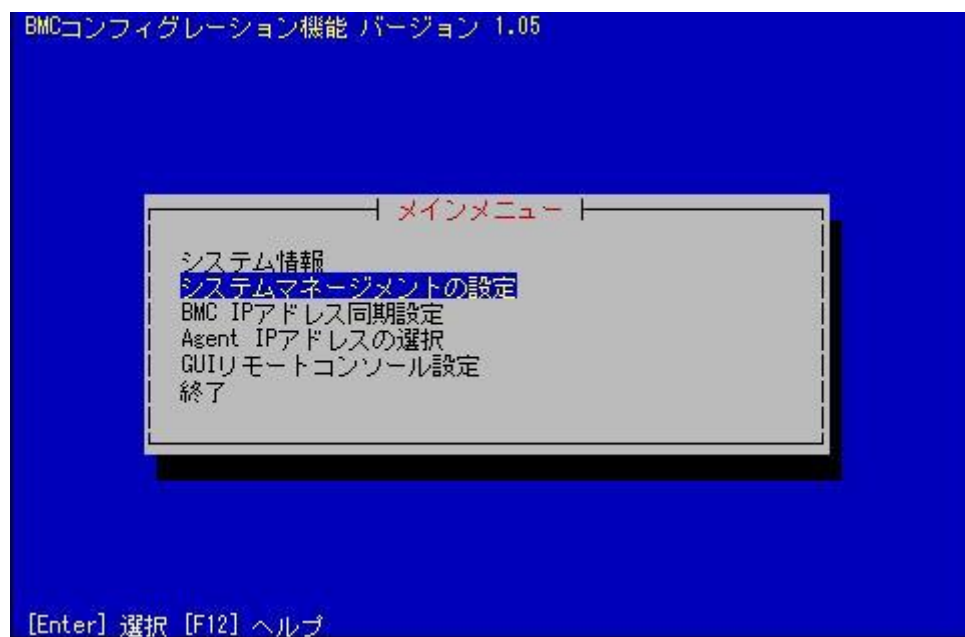 BMCコンフィグレーション機能 バージョン 1.05
メインメニュー
システム情報
システムマネージメントの設定
BMC IPアドレス同期設定
Agent IPアドレスの選択
GUIリモートコンソール設定
終了
[Enter] 選択 [F12] ヘルプ